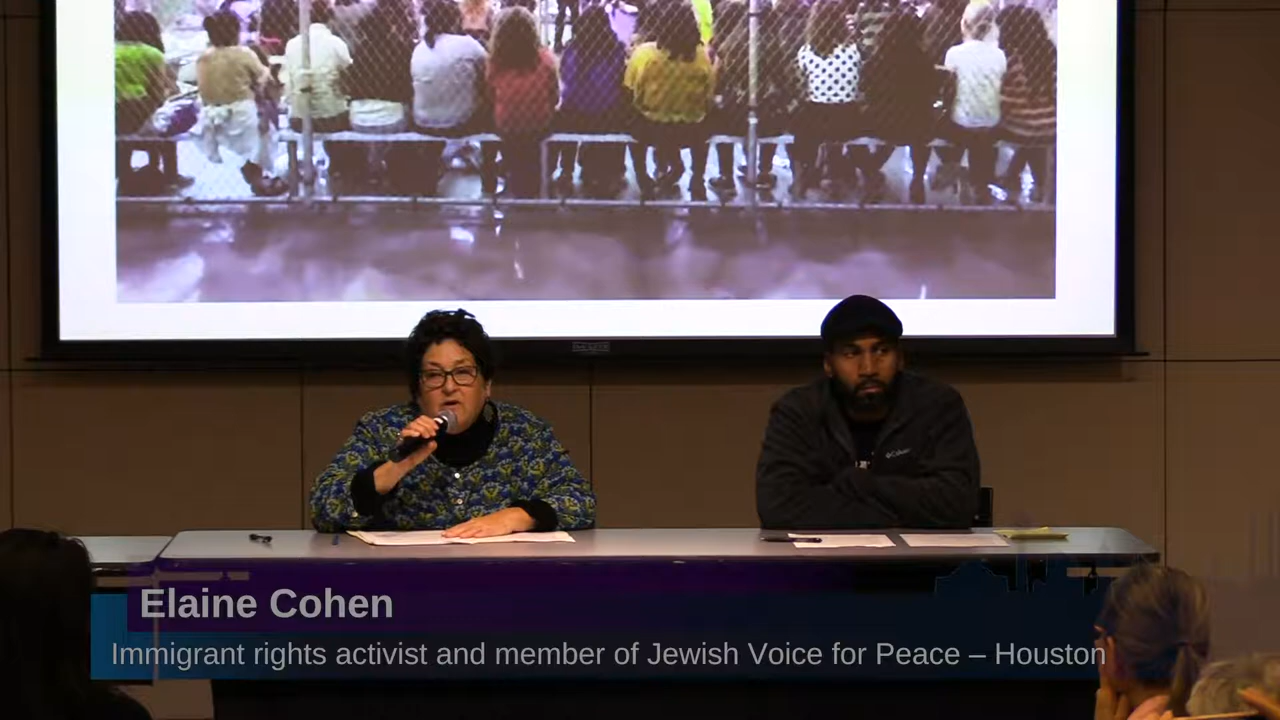 Elaine Cohen
Immigrant rights activist and member of Jewish Voice for Peace – Houston